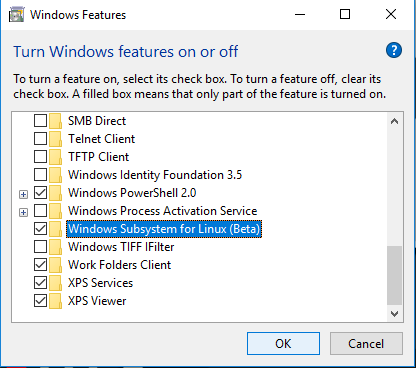 Windows Features
Turn Windows features on or off
?
To turn a feature on, select its check box. To turn a feature off, clear its
check box. A filled box means that only part of the feature is turned on.
SMB Direct
Telnet Client
TFTP Client
Windows Identity Foundation 3.5
Windows PowerShell 2.0
Windows Process Activation Service
Windows Subsystem for Linux (Beta)
Windows TIFF IFilter
Work Folders Client
XPS Services
XPS Viewer
OK Cancel